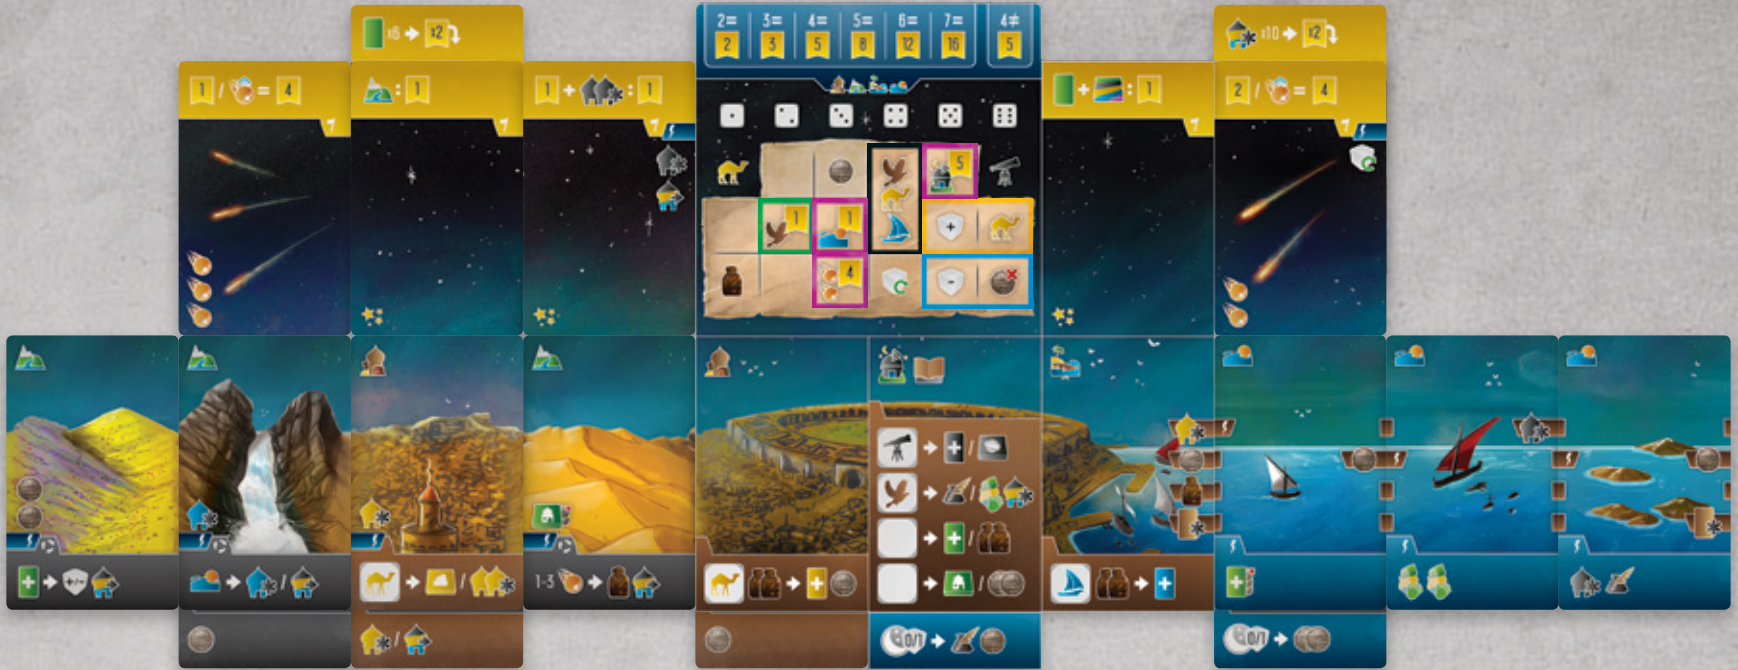 2= 3= 4= 5= 6= 7= 4≠
2 3 5 8 12 16 5
x6 x2
x10 x2
1 / = 4
: 1
1 + : 1
+ : 1
2 / = 4
5
1 1
4
+
-
+ /
/
+ /
/
+ +/-
/
/
1-3
+
+
+
/
0/1
0/1